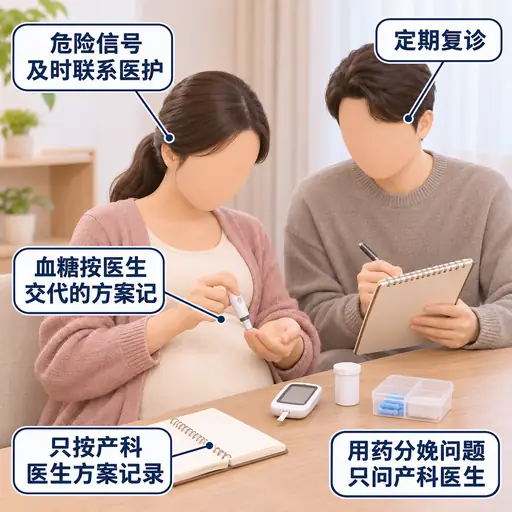 危险信号
及时联系医护
定期复诊
血糖按医生
交代的方案记
只按产科
医生方案记录
用药分娩问题
只问产科医生